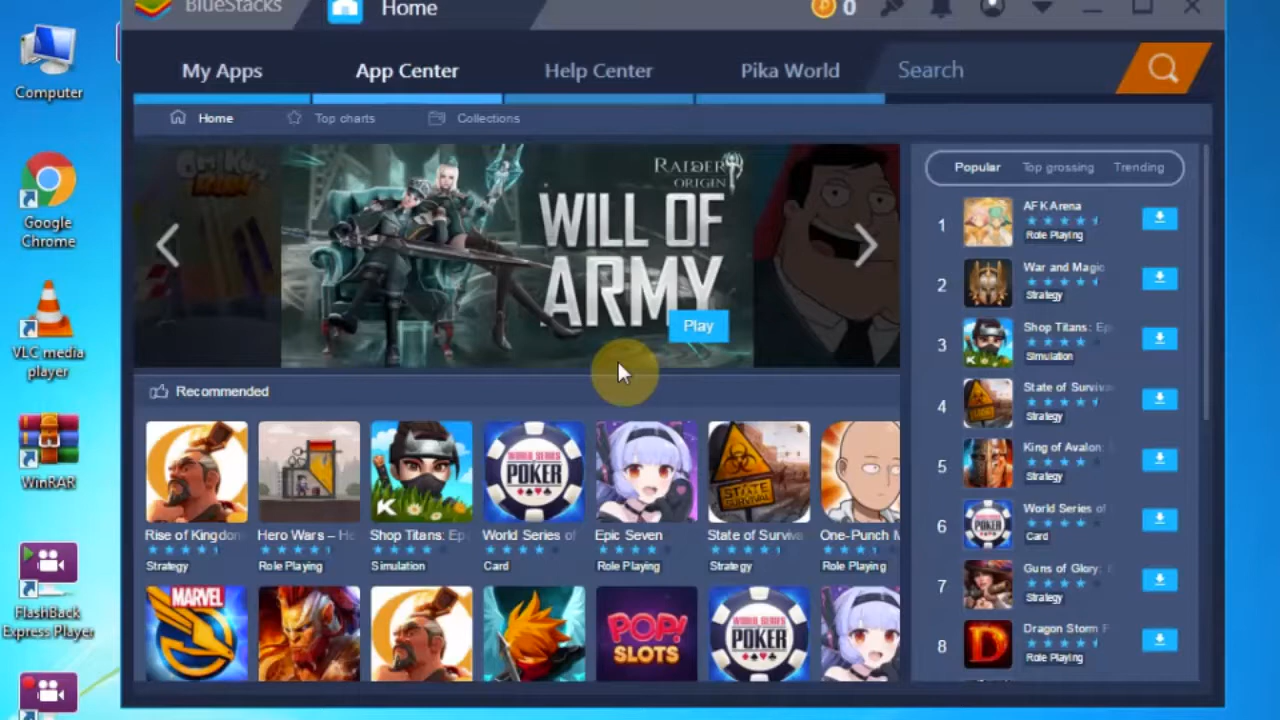 BlueStacks
Home
0
My Apps
App Center
Help Center
Pika World
Search
Home
Top charts
Collections
Computer
Google
Chrome
VLC media
player
WinRAR
FlashBack
Express Player
RAIDER
ORIGIN
WILL OF
ARMY
Play
Recommended
WORLD SERIES
POKER
STATE
SURVIVAL
K
Rise of Kingdo
Strategy
Hero Wars – He
Role Playing
Shop Titans: Ep
Simulation
World Series of
Card
Epic Seven
Role Playing
State of Surviva
Strategy
One-Punch M
Role Playing
MARVEL
POP!
SLOTS
WORLD SERIES
POKER
Popular
Top grossing
Trending
1
AFK Arena
Role Playing
2
War and Magic
Strategy
3
Shop Titans: Ep
Simulation
4
State of Surviva
Strategy
5
King of Avalon:
Strategy
6
World Series of
Card
7
Guns of Glory: E
Strategy
8
Dragon Storm F
Role Playing